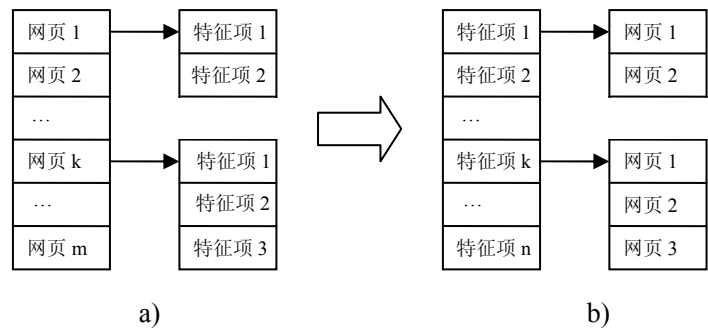 网页 1
网页 2
…
网页 k
…
网页 m
特征项 1
特征项 2
特征项 1
特征项 2
特征项 3
a)
特征项 1
特征项 2
…
特征项 k
…
特征项 n
网页 1
网页 2
网页 1
网页 2
网页 3
b)